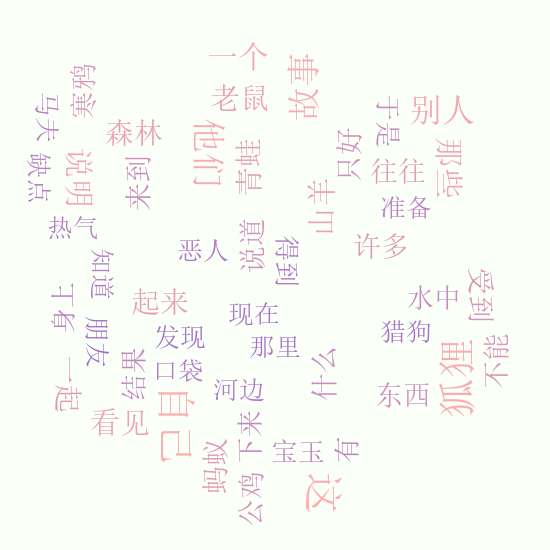 一个
故事
寒鸦
老鼠
马夫
森林
他们
于是
别人
只好
青蛙
那些
缺点
说明
来到
往往
山羊
准备
热气
恶人
说道
得到
许多
知道
上身
起来
现在
水中
受到
朋友
发现
那里
猎狗
不能
一起
结果
口袋
河边
什么
东西
狐狸
看见
自己
下来
蚂蚁
宝玉
有
公鸡
这